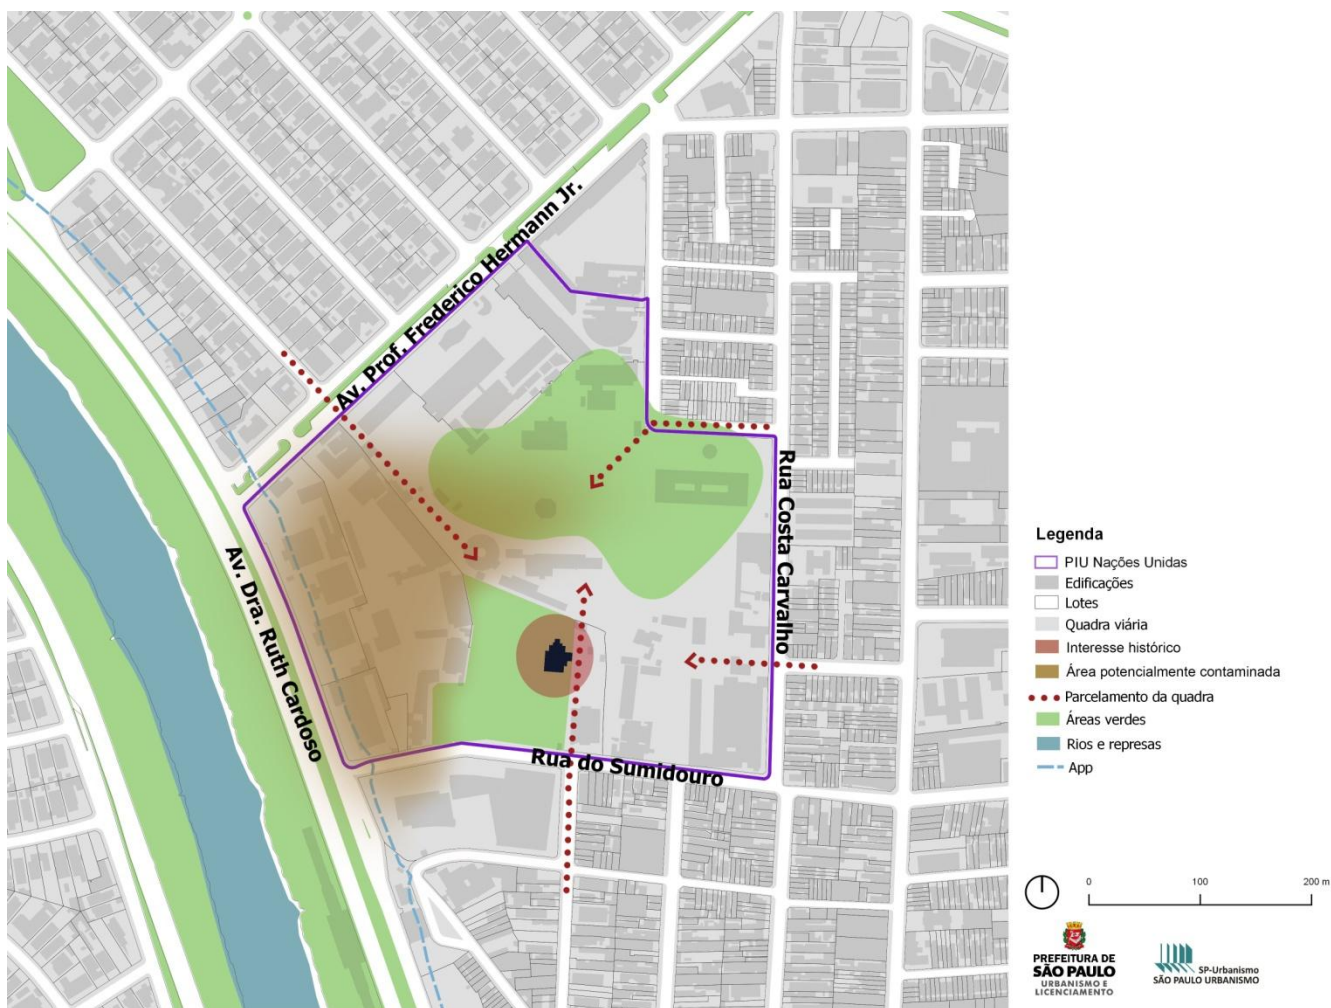 Av. Prof. Frederico Hermann Jr.
Rua Costa Carvalho
Av. Dra. Ruth Cardoso
Rua do Sumidouro
Legenda
PIU Nações Unidas
Edificações
Lotes
Quadra viária
Interesse histórico
Área potencialmente contaminada
Parcelamento da quadra
Áreas verdes
Rios e represas
App
0 100 200 m
PREFEITURA DE
SÃO PAULO
URBANISMO E
LICENCIAMENTO
SP-Urbanismo
SÃO PAULO URBANISMO